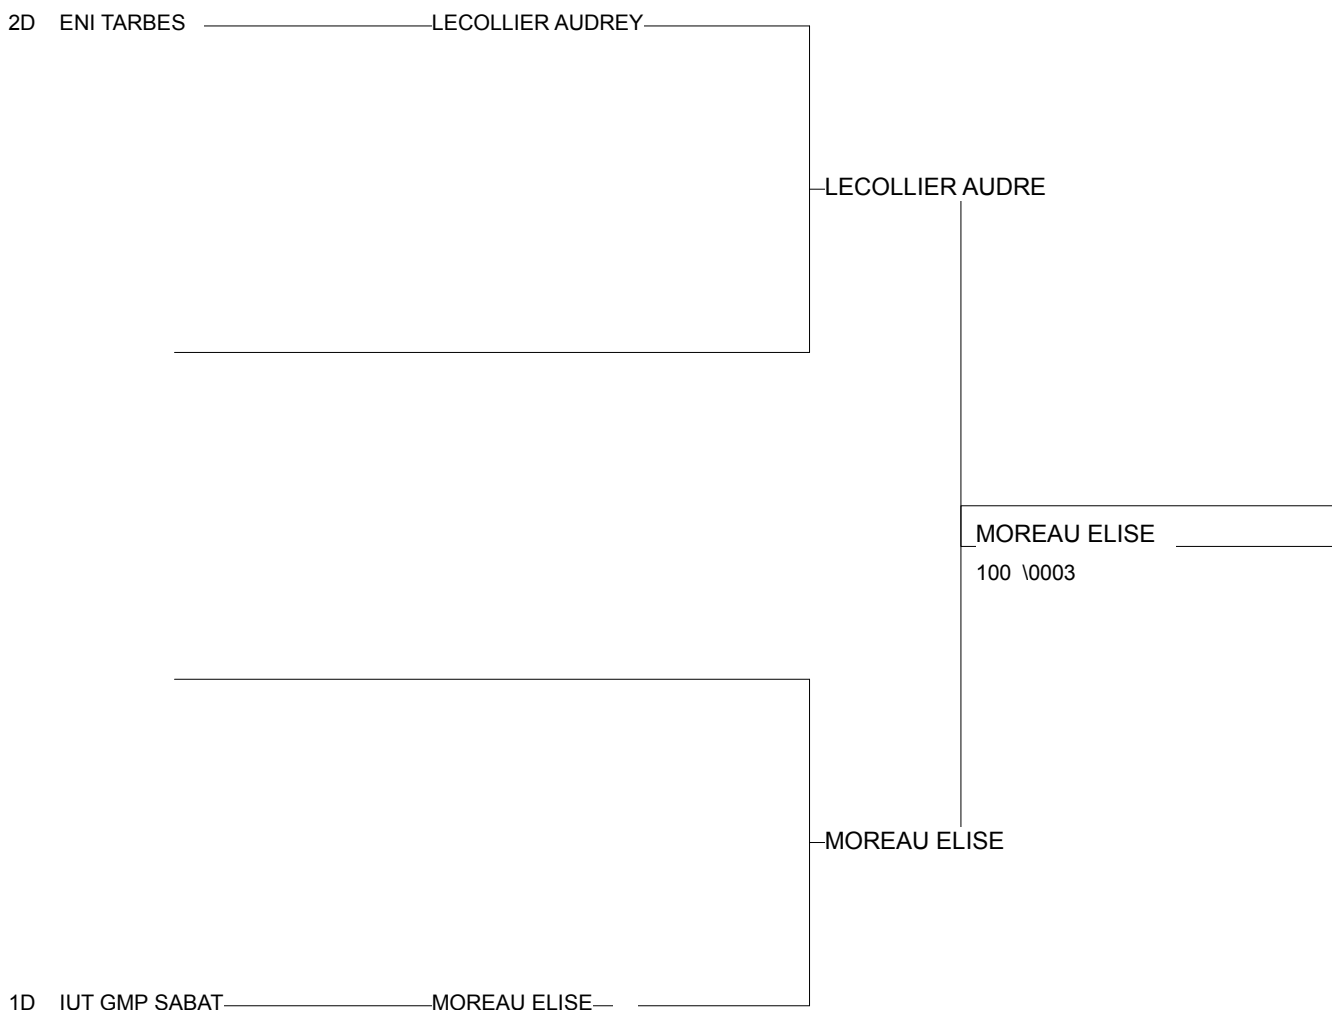 2D ENI TARBES LECOLLIER AUDREY
LECOLLIER AUDRE
MOREAU ELISE
100 \0003
MOREAU ELISE
1D IUT GMP SABAT MOREAU ELISE